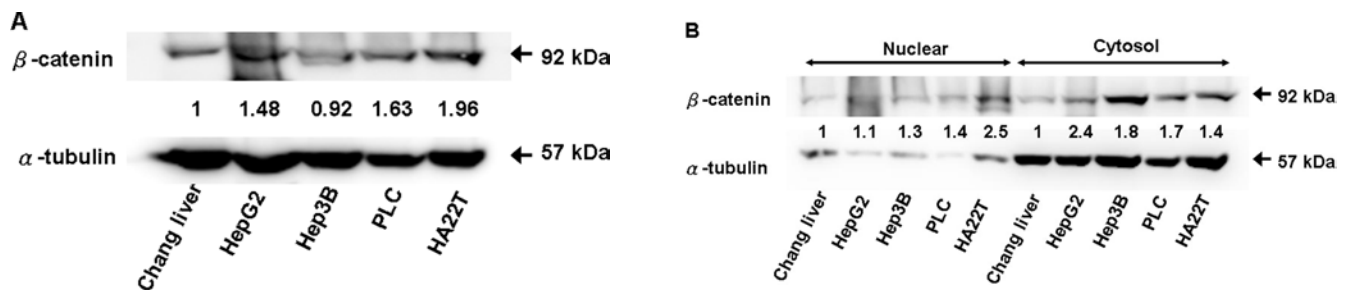 A
β-catenin
92 kDa
1 1.48 0.92 1.63 1.96
α-tubulin
57 kDa
Chang liver
HepG2
Hep3B
PLC
HA22T
B
Nuclear
Cytosol
β-catenin
92 kDa
1 1.1 1.3 1.4 2.5 1 2.4 1.8 1.7 1.4
α-tubulin
57 kDa
Chang liver
HepG2
Hep3B
PLC
HA22T
Chang liver
HepG2
Hep3B
PLC
HA22T